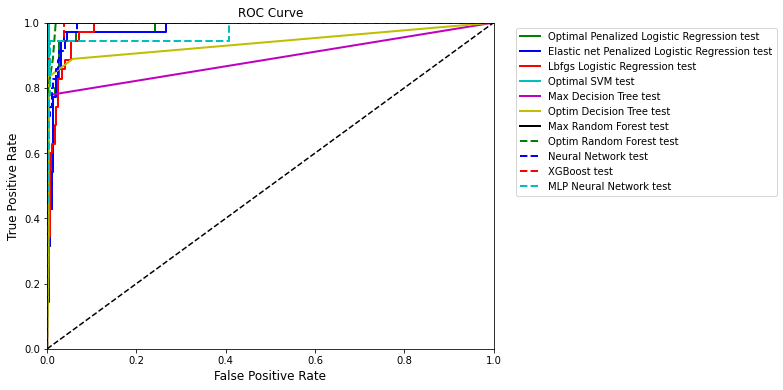 ROC Curve
1.0
0.8
0.6
0.4
0.2
0.0
True Positive Rate
0.0 0.2 0.4 0.6 0.8 1.0
False Positive Rate
Optimal Penalized Logistic Regression test
Elastic net Penalized Logistic Regression test
Lbfgs Logistic Regression test
Optimal SVM test
Max Decision Tree test
Optim Decision Tree test
Max Random Forest test
Optim Random Forest test
Neural Network test
XGBoost test
MLP Neural Network test